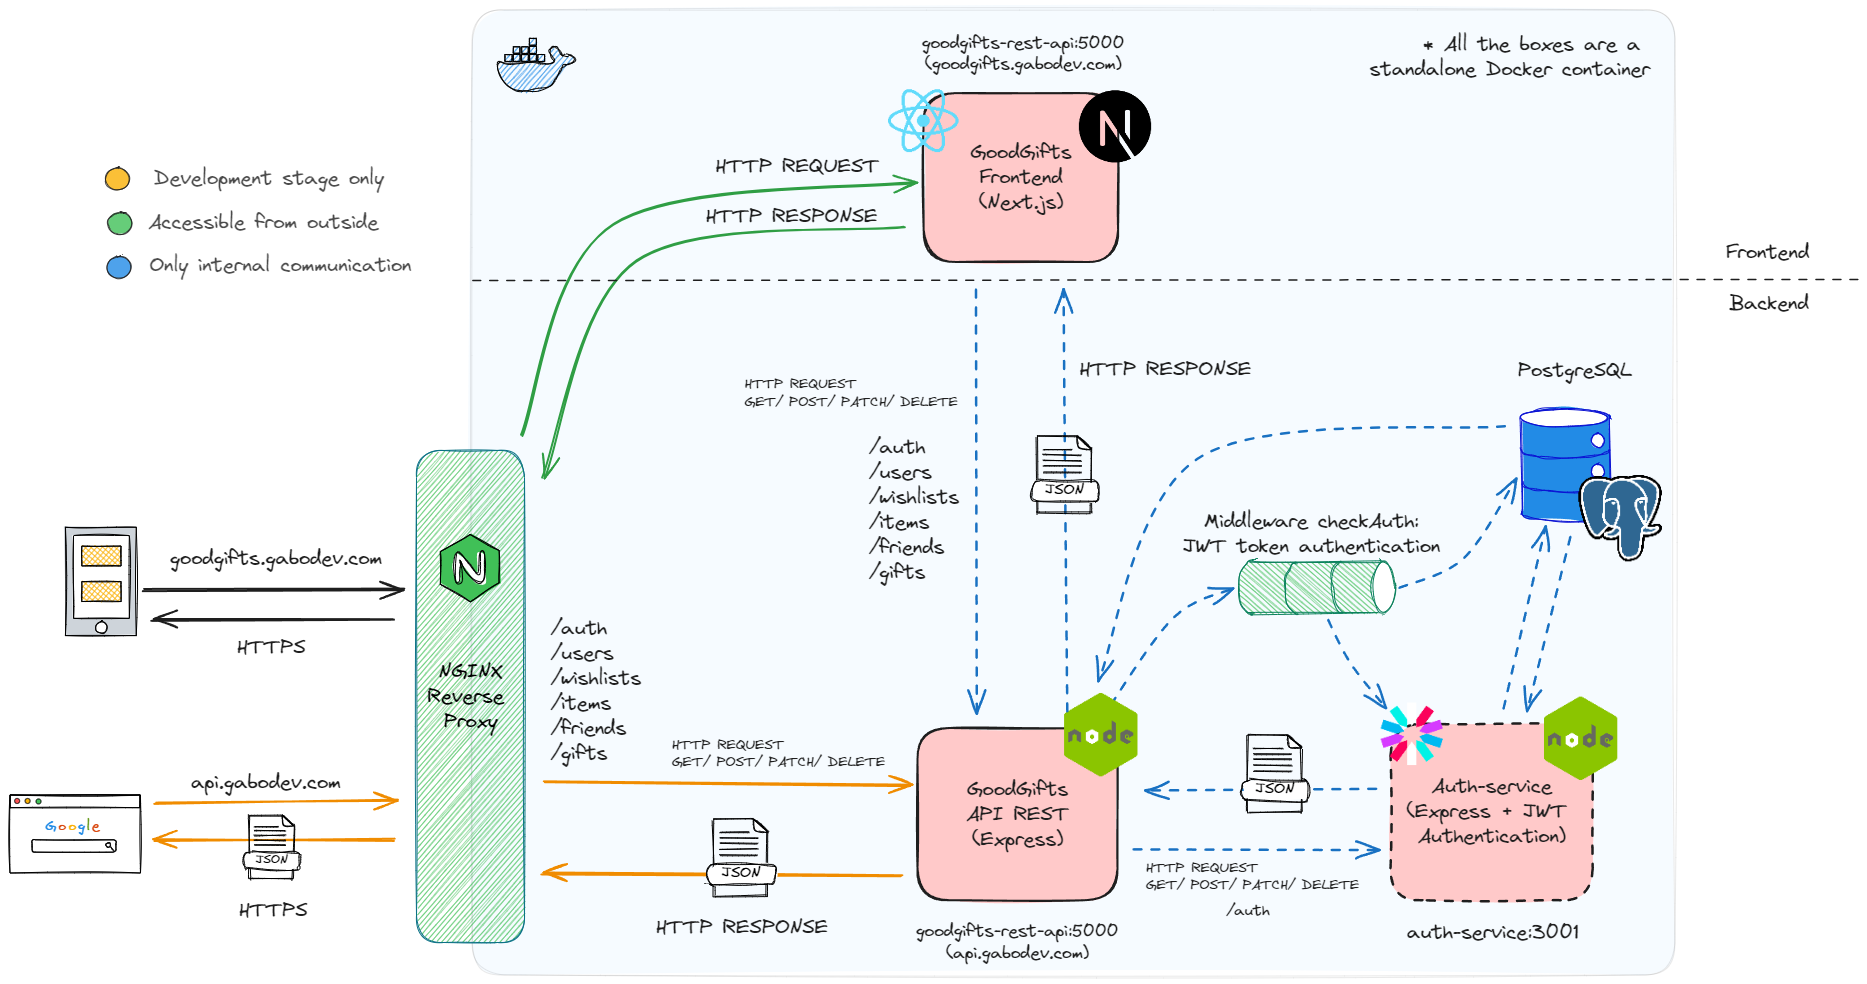 goodgifts-rest-api:5000
(goodgifts.gabodev.com)
* All the boxes are a
standalone Docker container
Development stage only
Accessible from outside
Only internal communication
HTTP REQUEST
HTTP RESPONSE
GoodGifts
Frontend
(Next.js)
Frontend
Backend
HTTP REQUEST
GET/ POST/ PATCH/ DELETE
/auth
/users
/wishlists
/items
/friends
/gifts
HTTP RESPONSE
JSON
PostgreSQL
Middleware checkAuth:
JWT token authentication
goodgifts.gabodev.com
HTTPS
NGINX
Reverse
Proxy
/auth
/users
/wishlists
/items
/friends
/gifts
HTTP REQUEST
GET/ POST/ PATCH/ DELETE
api.gabodev.com
Google
JSON
HTTPS
JSON
HTTP RESPONSE
node
GoodGifts
API REST
(Express)
goodgifts-rest-api:5000
(api.gabodev.com)
JSON
HTTP REQUEST
GET/ POST/ PATCH/ DELETE
/auth
node
Auth-service
(Express + JWT
Authentication)
auth-service:3001